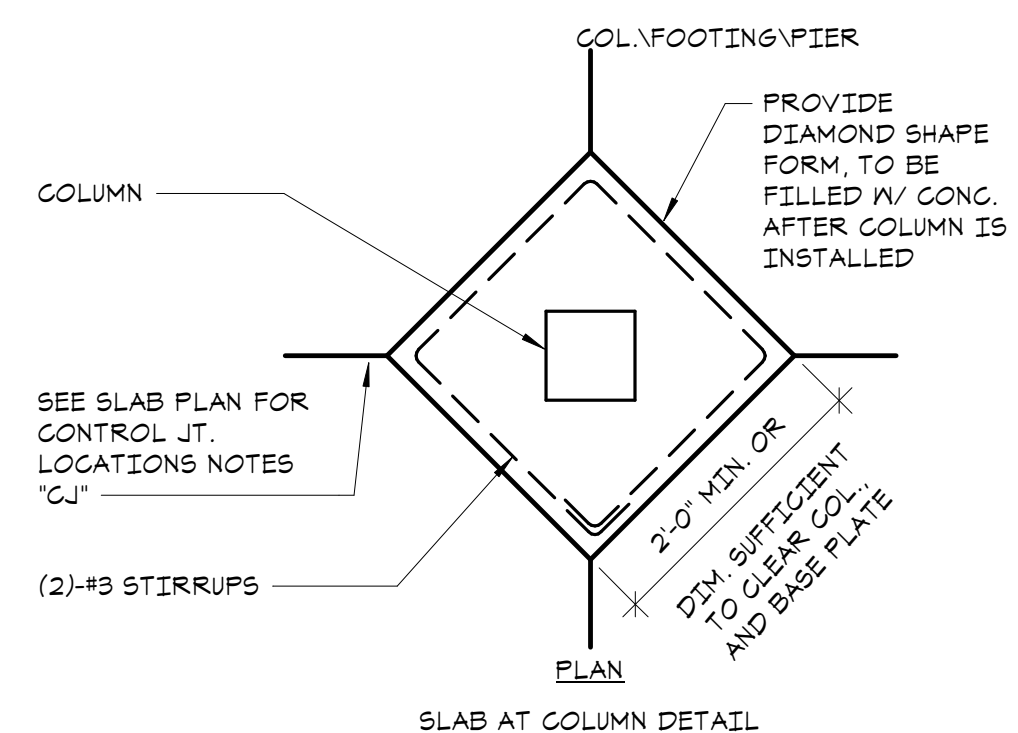 COL.\FOOTING\PIER
PROVIDE
DIAMOND SHAPE
FORM, TO BE
FILLED W/ CONC.
AFTER COLUMN IS
INSTALLED
COLUMN
SEE SLAB PLAN FOR
CONTROL JT.
LOCATIONS NOTES
"CJ"
2'-0" MIN. OR
DIM. SUFFICIENT
TO CLEAR COL.,
AND BASE PLATE
(2)-#3 STIRRUPS
PLAN
SLAB AT COLUMN DETAIL